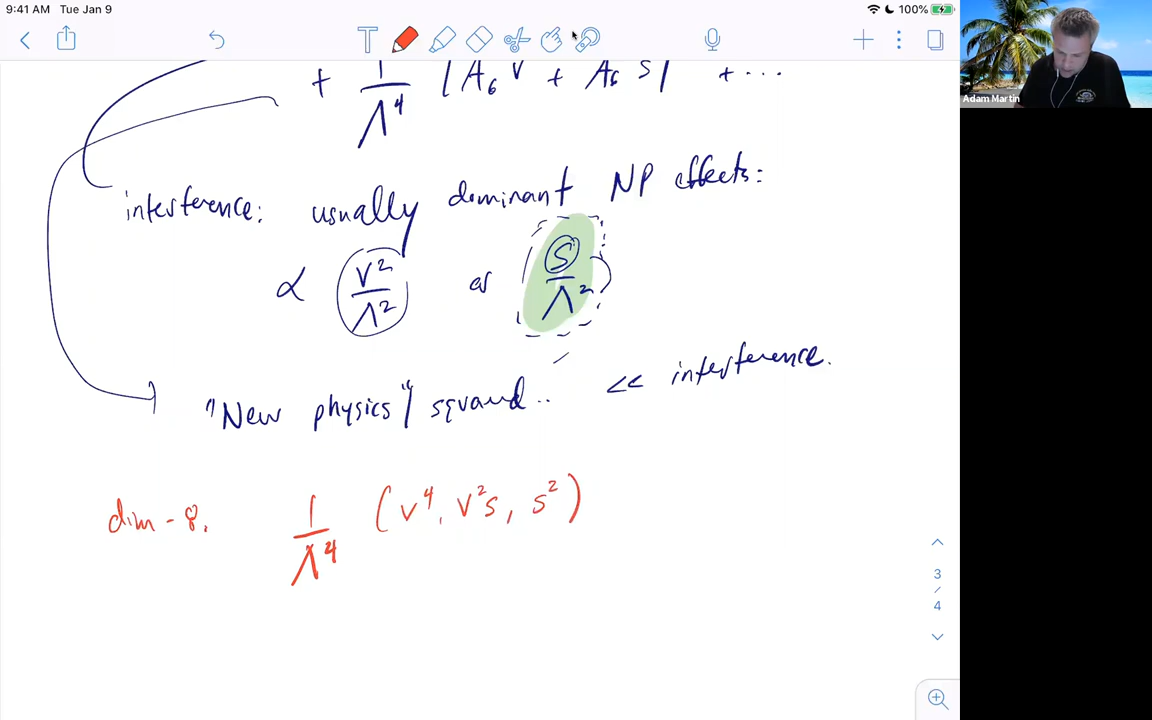 9:41 AM Tue Jan 9
100%
T
Adam Martin
+ 1/Λ⁴ [A₆ v + A₆ s] + ...
interference: usually dominant NP effects:
∝ v²/Λ² or s/Λ²
"New physics" squared .. << interference.
dim-8. 1/Λ⁴ (v⁴, v²s, s²)
3
/
4